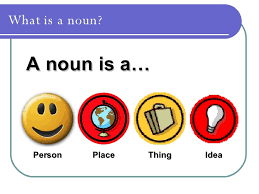 What is a noun?
A noun is a...
Person Place Thing Idea